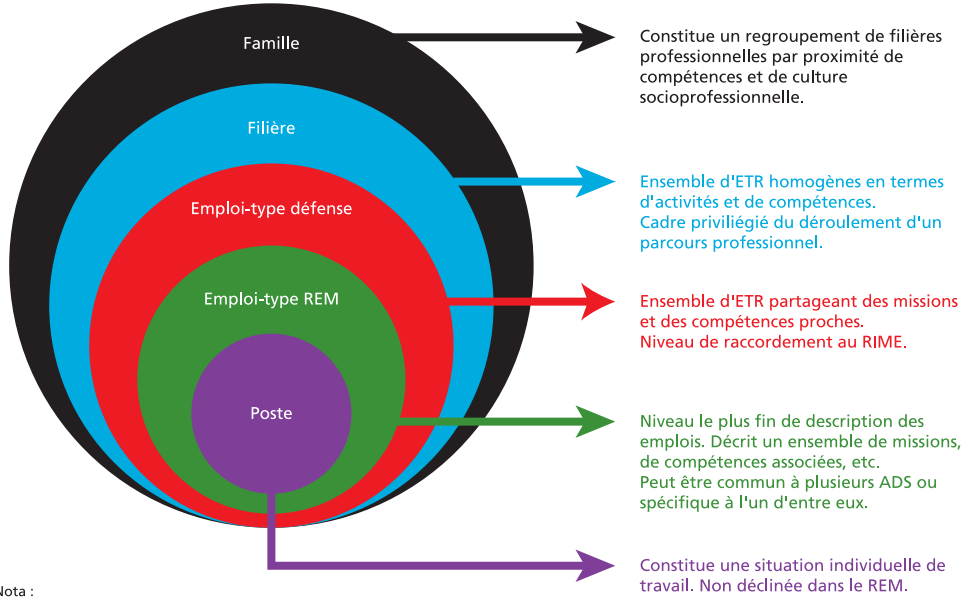 Famille
Constitue un regroupement de filières
professionnelles par proximité de
compétences et de culture
socioprofessionnelle.
Filière
Ensemble d'ETR homogènes en termes
d'activités et de compétences.
Cadre priviliégié du déroulement d'un
parcours professionnel.
Emploi-type défense
Emploi-type REM
Ensemble d'ETR partageant des missions
et des compétences proches.
Niveau de raccordement au RIME.
Poste
Niveau le plus fin de description des
emplois. Décrit un ensemble de missions,
de compétences associées, etc.
Peut être commun à plusieurs ADS ou
spécifique à l'un d'entre eux.
Constitue une situation individuelle de
travail. Non déclinée dans le REM.
Nota :